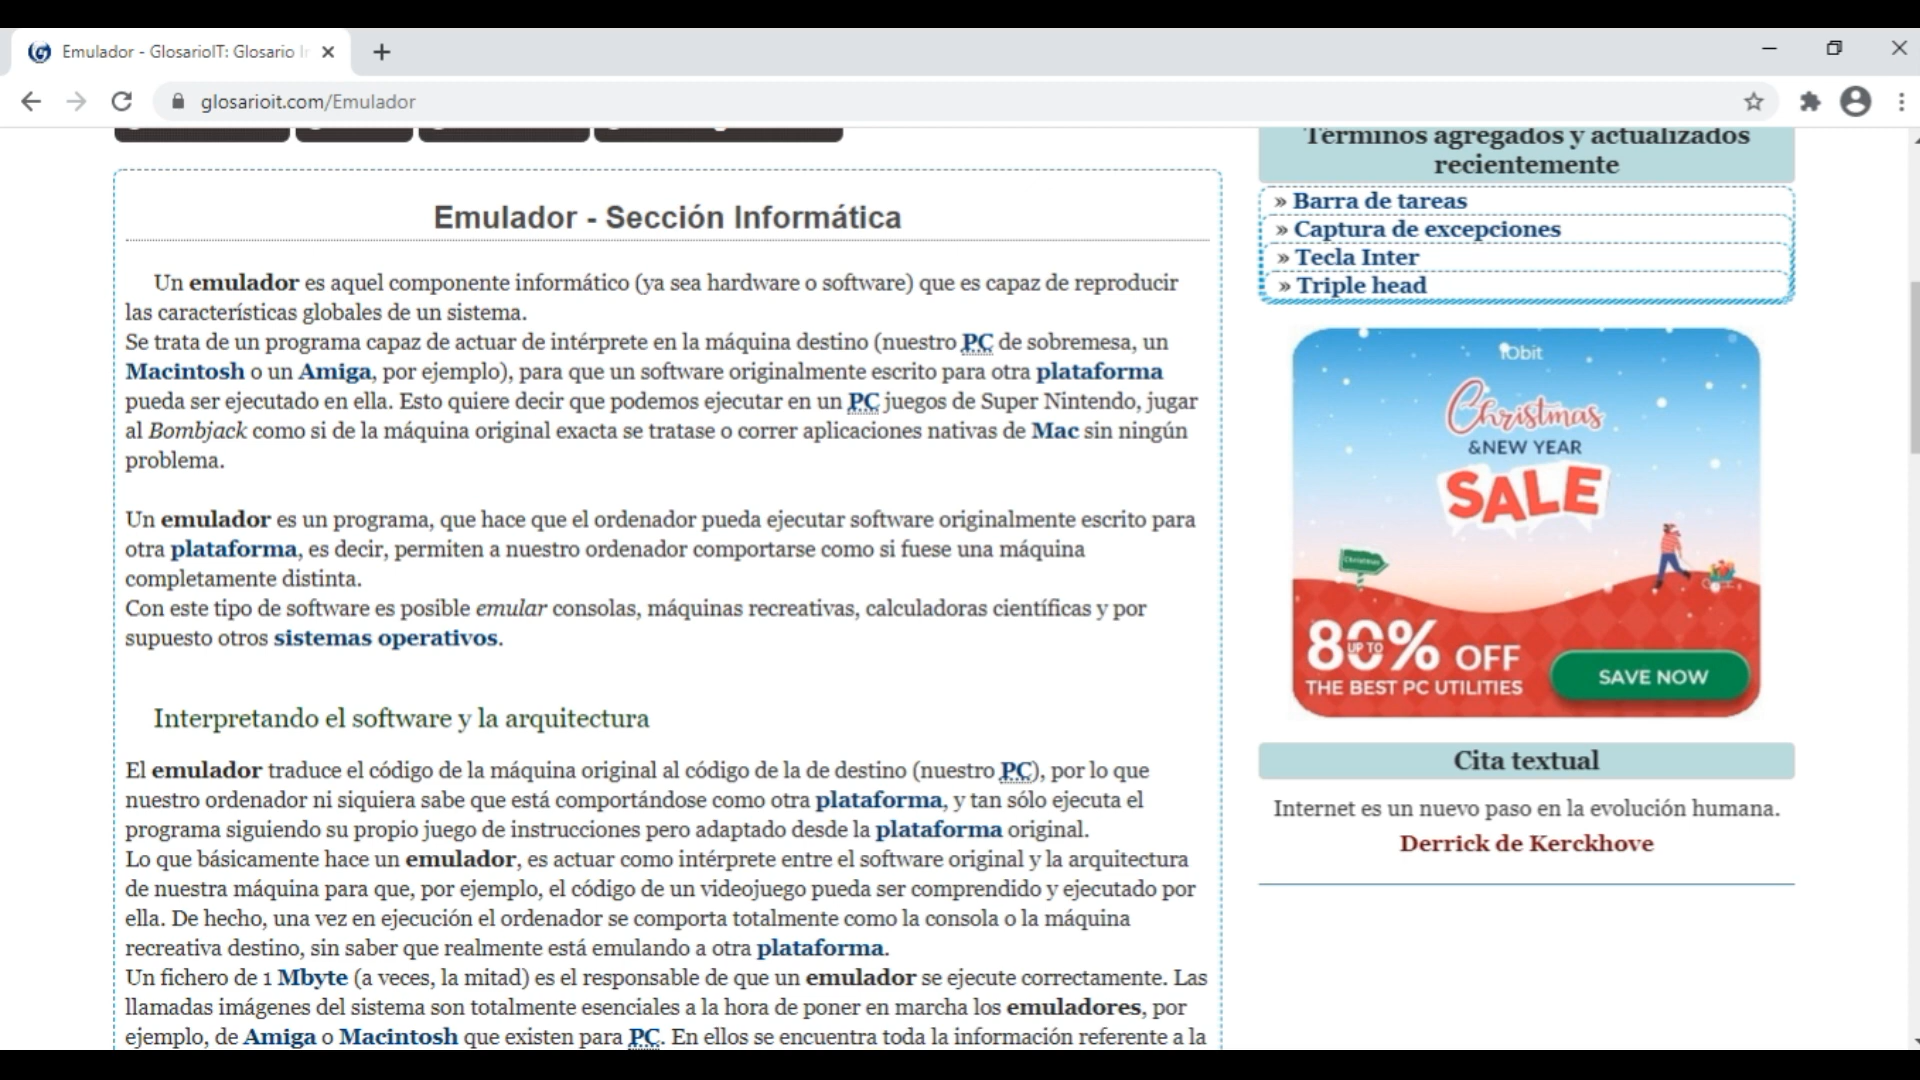 Emulador - GlosarioIT: Glosario
glosarioit.com/Emulador
Emulador - Sección Informática
Un emulador es aquel componente informático (ya sea hardware o software) que es capaz de reproducir
las características globales de un sistema.
Se trata de un programa capaz de actuar de intérprete en la máquina destino (nuestro PC de sobremesa, un
Macintosh o un Amiga, por ejemplo), para que un software originalmente escrito para otra plataforma
pueda ser ejecutado en ella. Esto quiere decir que podemos ejecutar en un PC juegos de Super Nintendo, jugar
al Bombjack como si de la máquina original exacta se tratase o correr aplicaciones nativas de Mac sin ningún
problema.
Un emulador es un programa, que hace que el ordenador pueda ejecutar software originalmente escrito para
otra plataforma, es decir, permiten a nuestro ordenador comportarse como si fuese una máquina
completamente distinta.
Con este tipo de software es posible emular consolas, máquinas recreativas, calculadoras científicas y por
supuesto otros sistemas operativos.
Interpretando el software y la arquitectura
El emulador traduce el código de la máquina original al código de la de destino (nuestro PC), por lo que
nuestro ordenador ni siquiera sabe que está comportándose como otra plataforma, y tan sólo ejecuta el
programa siguiendo su propio juego de instrucciones pero adaptado desde la plataforma original.
Lo que básicamente hace un emulador, es actuar como intérprete entre el software original y la arquitectura
de nuestra máquina para que, por ejemplo, el código de un videojuego pueda ser comprendido y ejecutado por
ella. De hecho, una vez en ejecución el ordenador se comporta totalmente como la consola o la máquina
recreativa destino, sin saber que realmente está emulando a otra plataforma.
Un fichero de 1 Mbyte (a veces, la mitad) es el responsable de que un emulador se ejecute correctamente. Las
llamadas imágenes del sistema son totalmente esenciales a la hora de poner en marcha los emuladores, por
ejemplo, de Amiga o Macintosh que existen para PC. En ellos se encuentra toda la información referente a la
Términos agregados y actualizados
recientemente
» Barra de tareas
» Captura de excepciones
» Tecla Inter
» Triple head
IObit
Christmas
&NEW YEAR
SALE
Christmas
80% OFF
UP TO
THE BEST PC UTILITIES
SAVE NOW
Cita textual
Internet es un nuevo paso en la evolución humana.
Derrick de Kerckhove